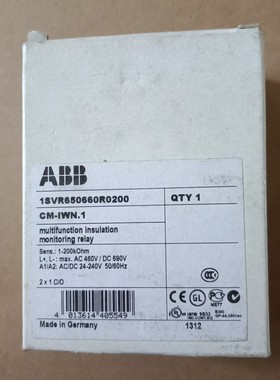 ABB
1SVR650660R0200
QTY 1
CM-IWN.1
multifunction insulation
monitoring relay
Sens.: 1-200kOhm
L+, L-: max. AC 460V / DC 690V
A1/A2: AC/DC 24-240V 50/60Hz
2 x 1 C/O
Made in Germany
1312
4 013614 405549